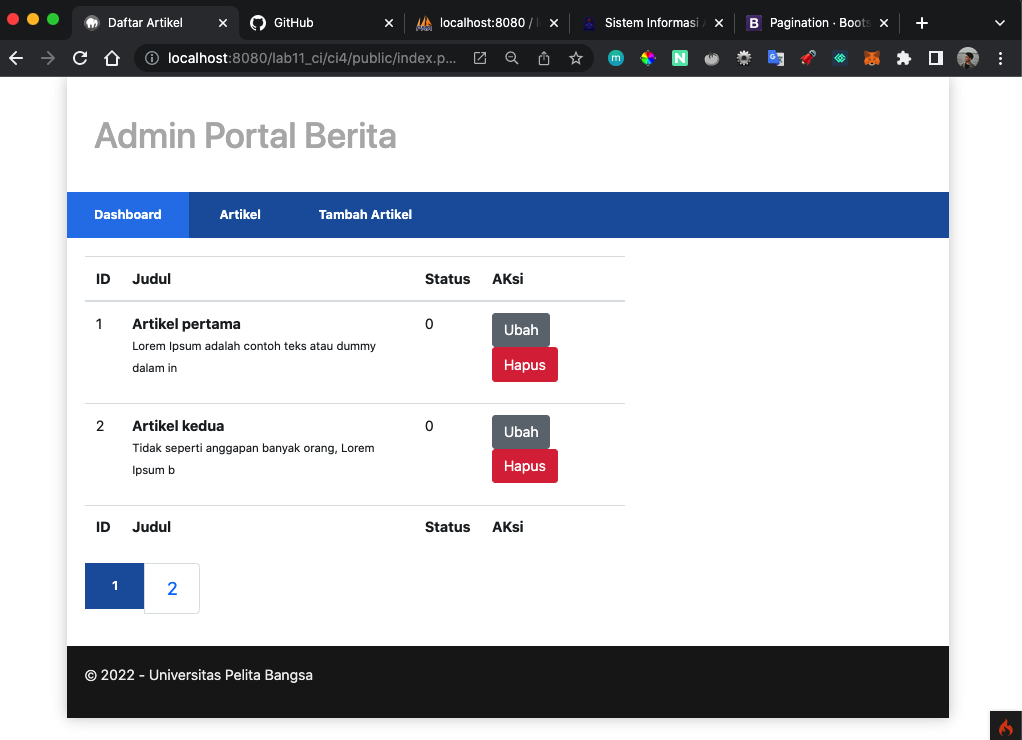 Daftar Artikel
GitHub
localhost:8080 /
Sistem Informasi
Pagination · Boots
localhost:8080/lab11_ci/ci4/public/index.p...
Admin Portal Berita
Dashboard
Artikel
Tambah Artikel
ID Judul Status AKsi
1 Artikel pertama 0 Ubah
Lorem Ipsum adalah contoh teks atau dummy
dalam in
Hapus
2 Artikel kedua 0 Ubah
Tidak seperti anggapan banyak orang, Lorem
Ipsum b
Hapus
ID Judul Status AKsi
1 2
© 2022 - Universitas Pelita Bangsa